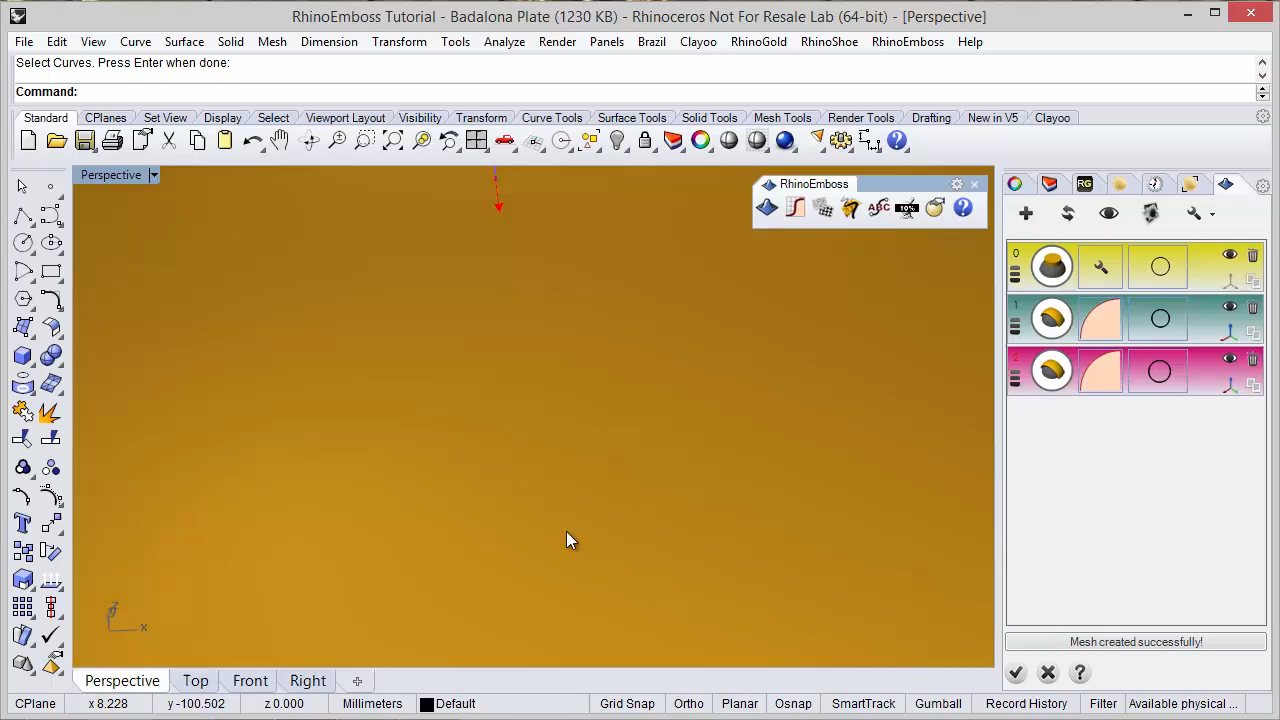 RhinoEmboss Tutorial - Badalona Plate (1230 KB) - Rhinoceros Not For Resale Lab (64-bit) - [Perspective]
File Edit View Curve Surface Solid Mesh Dimension Transform Tools Analyze Render Panels Brazil Clayoo RhinoGold RhinoShoe RhinoEmboss Help
Select Curves. Press Enter when done:
Command:
Standard CPlanes Set View Display Select Viewport Layout Visibility Transform Curve Tools Surface Tools Solid Tools Mesh Tools Render Tools Drafting New in V5 Clayoo
Perspective
RhinoEmboss
RG
ABC
10%
0
1
2
z
x
Mesh created successfully!
Perspective Top Front Right
CPlane x 8.228 y -100.502 z 0.000 Millimeters Default Grid Snap Ortho Planar Osnap SmartTrack Gumball Record History Filter Available physical ...